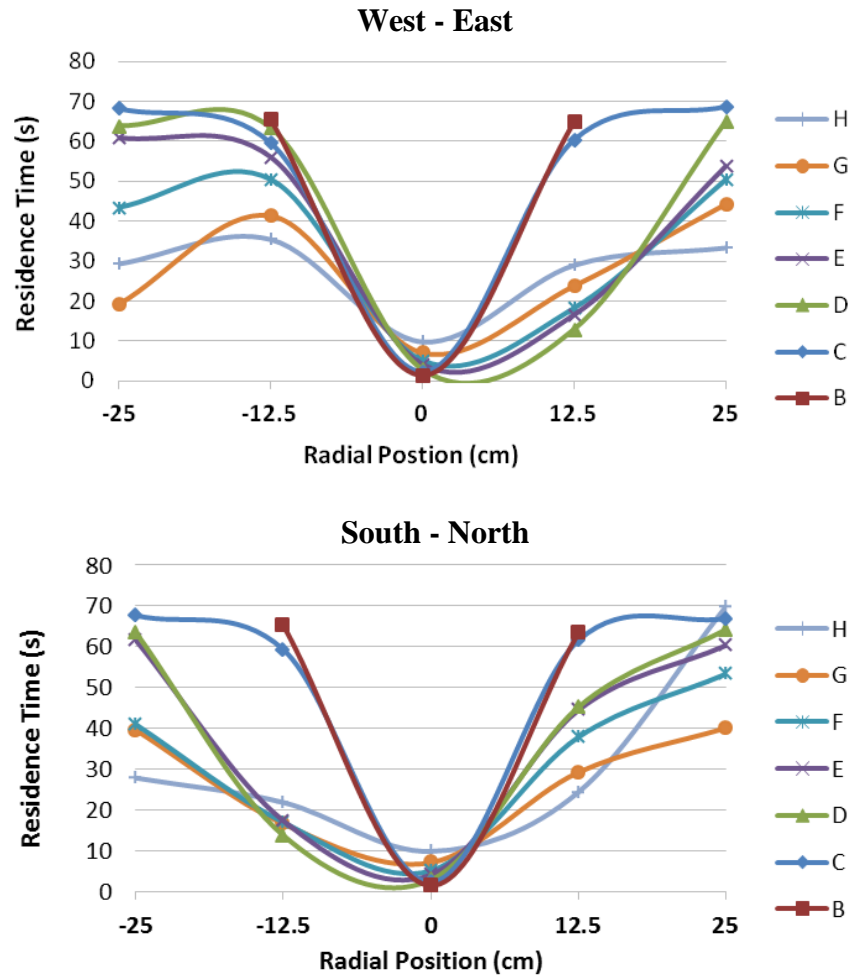 West - East
80
70
60
50
40
30
20
10
0
Residence Time (s)
-25 -12.5 0 12.5 25
Radial Postion (cm)
H
G
F
E
D
C
B
South - North
80
70
60
50
40
30
20
10
0
Residence Time (s)
-25 -12.5 0 12.5 25
Radial Position (cm)
H
G
F
E
D
C
B